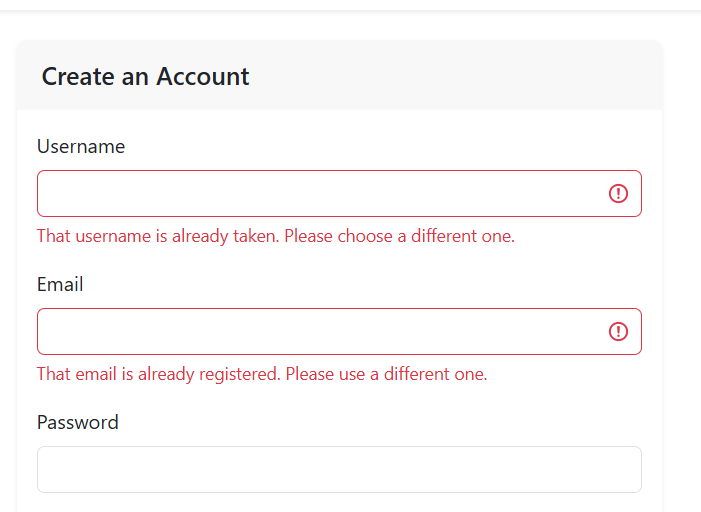 Create an Account
Username
That username is already taken. Please choose a different one.
Email
That email is already registered. Please use a different one.
Password